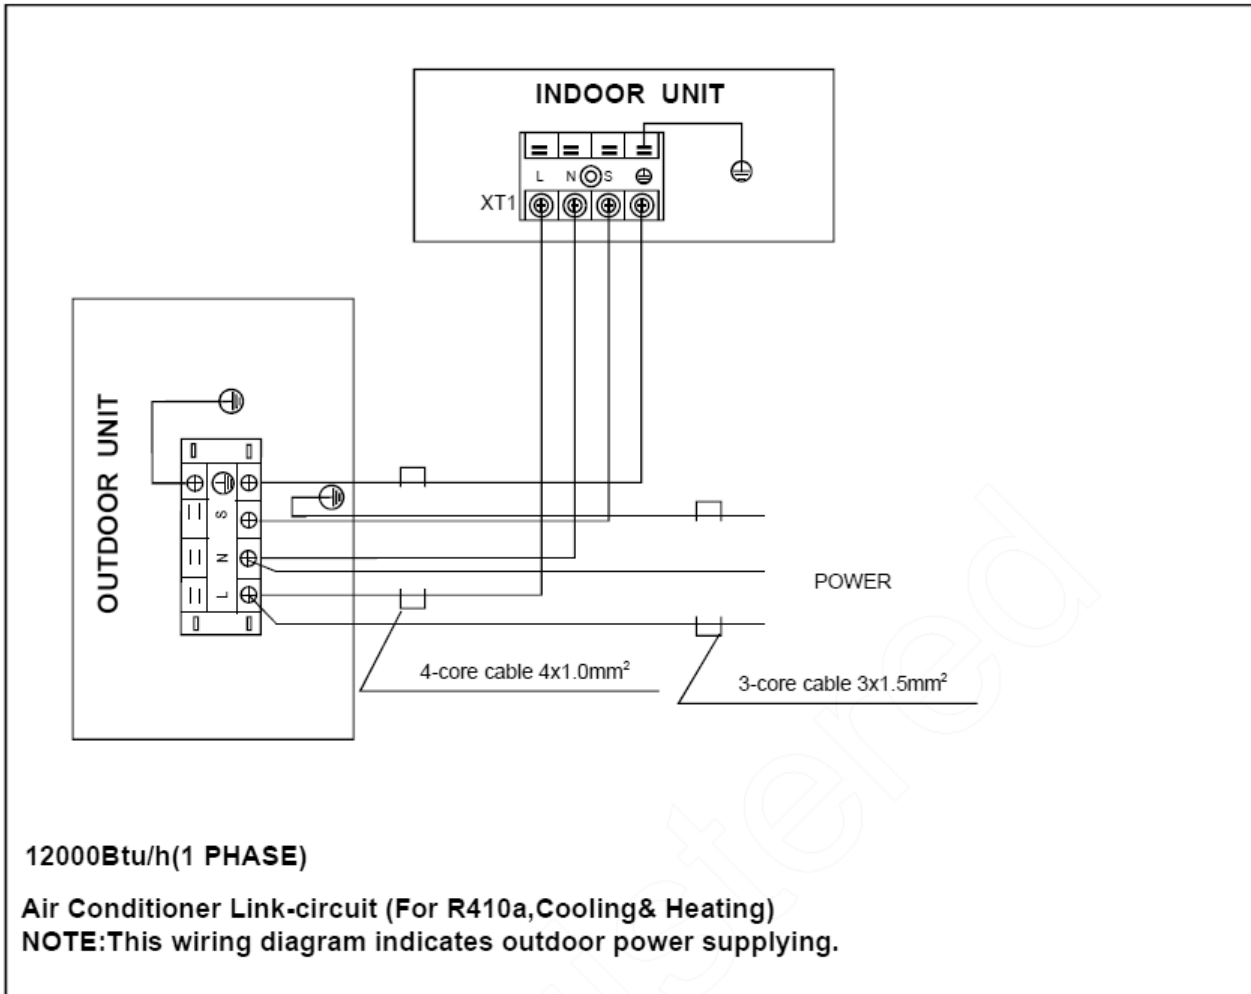 INDOOR UNIT
L N S
XT1
OUTDOOR UNIT
S
N
L
POWER
4-core cable 4x1.0mm²
3-core cable 3x1.5mm²
12000Btu/h(1 PHASE)
Air Conditioner Link-circuit (For R410a,Cooling& Heating)
NOTE:This wiring diagram indicates outdoor power supplying.